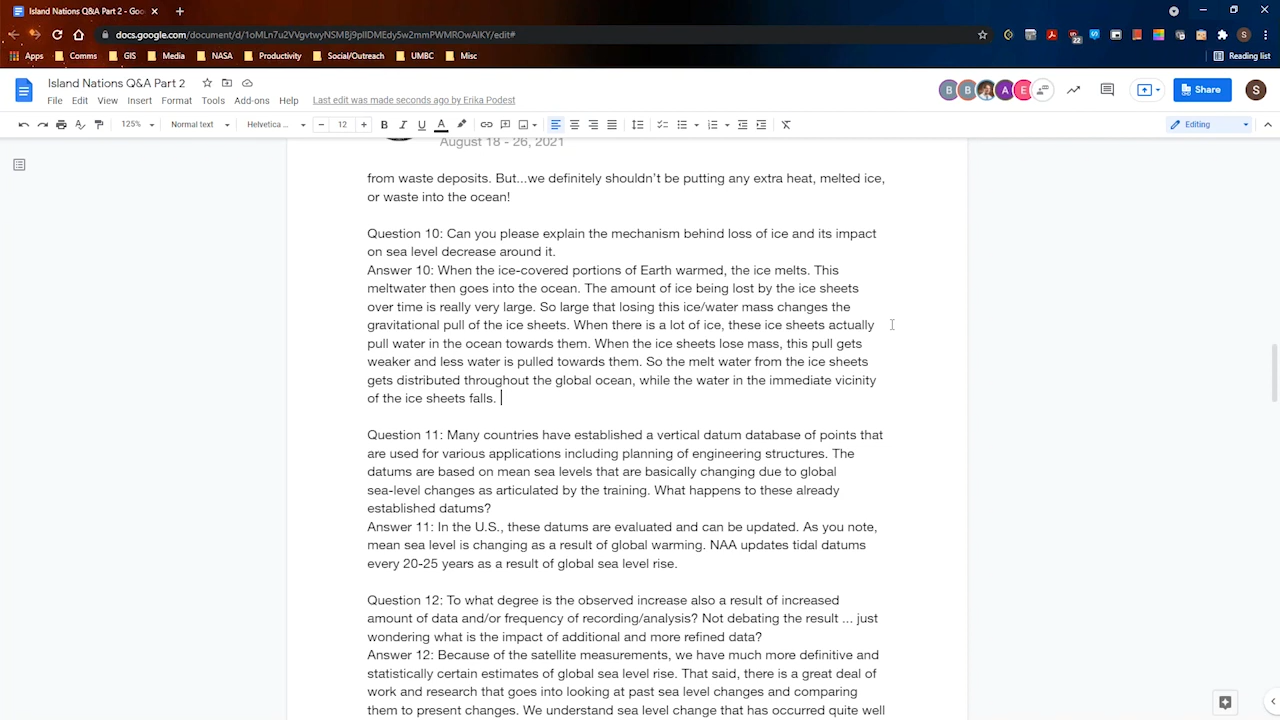 Island Nations Q&A Part 2 - Goo
docs.google.com/document/d/1oMLn7u2VVgvtwyNSMBJ9pIIDMEdy5w2mmPWMROwAlKY/edit#
Apps Comms GIS Media NASA Productivity Social/Outreach UMBC Misc Reading list
Island Nations Q&A Part 2
File Edit View Insert Format Tools Add-ons Help Last edit was made seconds ago by Erika Podest
B B A E Share S
125% Normal text Helvetica ... 12 B I U A Editing
August 18 - 26, 2021
from waste deposits. But...we definitely shouldn't be putting any extra heat, melted ice,
or waste into the ocean!
Question 10: Can you please explain the mechanism behind loss of ice and its impact
on sea level decrease around it.
Answer 10: When the ice-covered portions of Earth warmed, the ice melts. This
meltwater then goes into the ocean. The amount of ice being lost by the ice sheets
over time is really very large. So large that losing this ice/water mass changes the
gravitational pull of the ice sheets. When there is a lot of ice, these ice sheets actually
pull water in the ocean towards them. When the ice sheets lose mass, this pull gets
weaker and less water is pulled towards them. So the melt water from the ice sheets
gets distributed throughout the global ocean, while the water in the immediate vicinity
of the ice sheets falls.
Question 11: Many countries have established a vertical datum database of points that
are used for various applications including planning of engineering structures. The
datums are based on mean sea levels that are basically changing due to global
sea-level changes as articulated by the training. What happens to these already
established datums?
Answer 11: In the U.S., these datums are evaluated and can be updated. As you note,
mean sea level is changing as a result of global warming. NAA updates tidal datums
every 20-25 years as a result of global sea level rise.
Question 12: To what degree is the observed increase also a result of increased
amount of data and/or frequency of recording/analysis? Not debating the result ... just
wondering what is the impact of additional and more refined data?
Answer 12: Because of the satellite measurements, we have much more definitive and
statistically certain estimates of global sea level rise. That said, there is a great deal of
work and research that goes into looking at past sea level changes and comparing
them to present changes. We understand sea level change that has occurred quite well